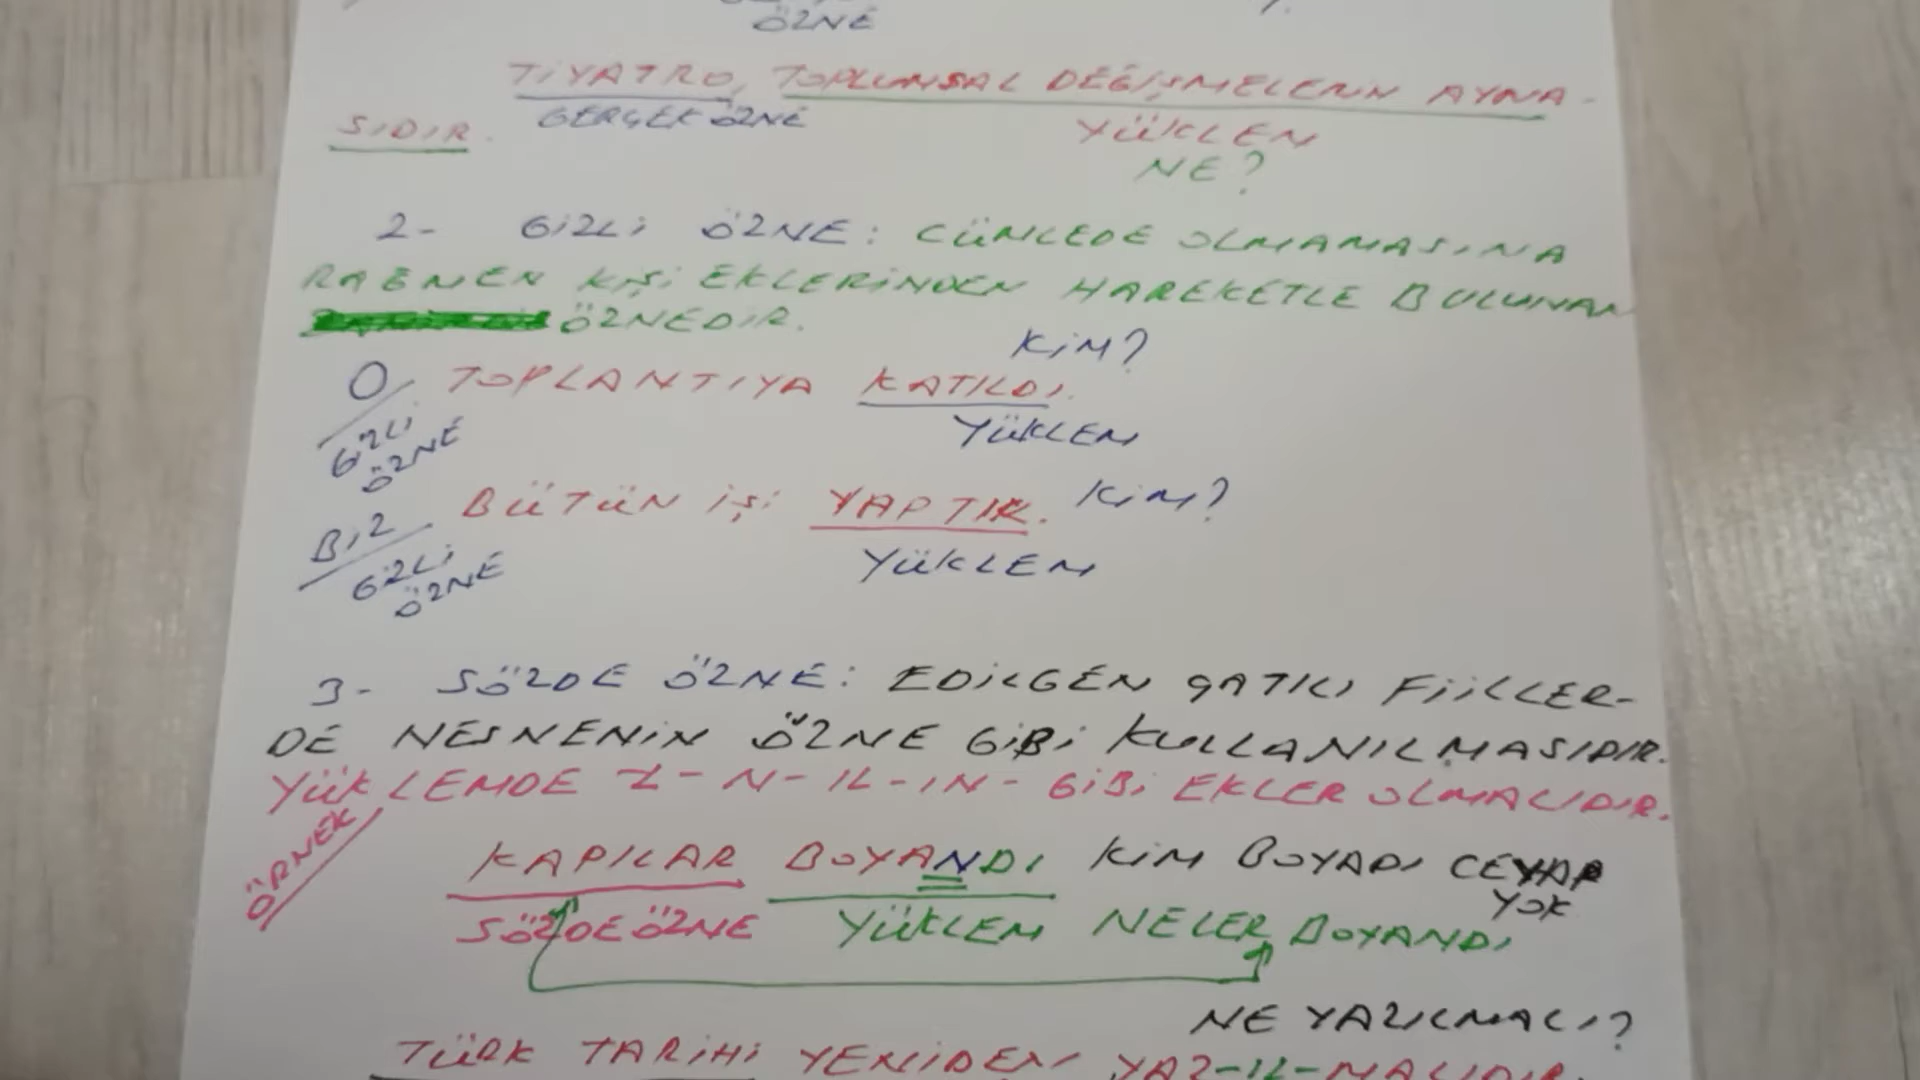 ÖZNE
TİYATRO, TOPLUMSAL DEĞİŞMELERİN AYNA-
GERÇEK ÖZNE
SIDIR.
YÜKLEM
NE?
2- GİZLİ ÖZNE: CÜMLEDE OLMAMASINA
RAĞMEN KİŞİ EKLERİNDEN HAREKETLE BULUNAN
ÖZNEDİR.
KİM?
O, TOPLANTIYA KATILDI.
GİZLİ ÖZNE
YÜKLEM
BİZ BÜTÜN İŞİ YAPTIK. KİM?
GİZLİ ÖZNE
YÜKLEM
3- SÖZDE ÖZNE: EDİLGEN ÇATILI FİİLLER-
DE NESNENİN ÖZNE GİBİ KULLANILMASIDIR.
YÜKLEMDE L- N- IL- IN- GİBİ EKLER OLMALIDIR.
ÖRNEK
KAPILAR BOYANDI KİM BOYADI CEVAP
YOK
SÖZDE ÖZNE YÜKLEM NELER BOYANDI
NE YAZILMALI?
TÜRK TARİHİ YENİDEN YAZ-IL-MALIDIR.